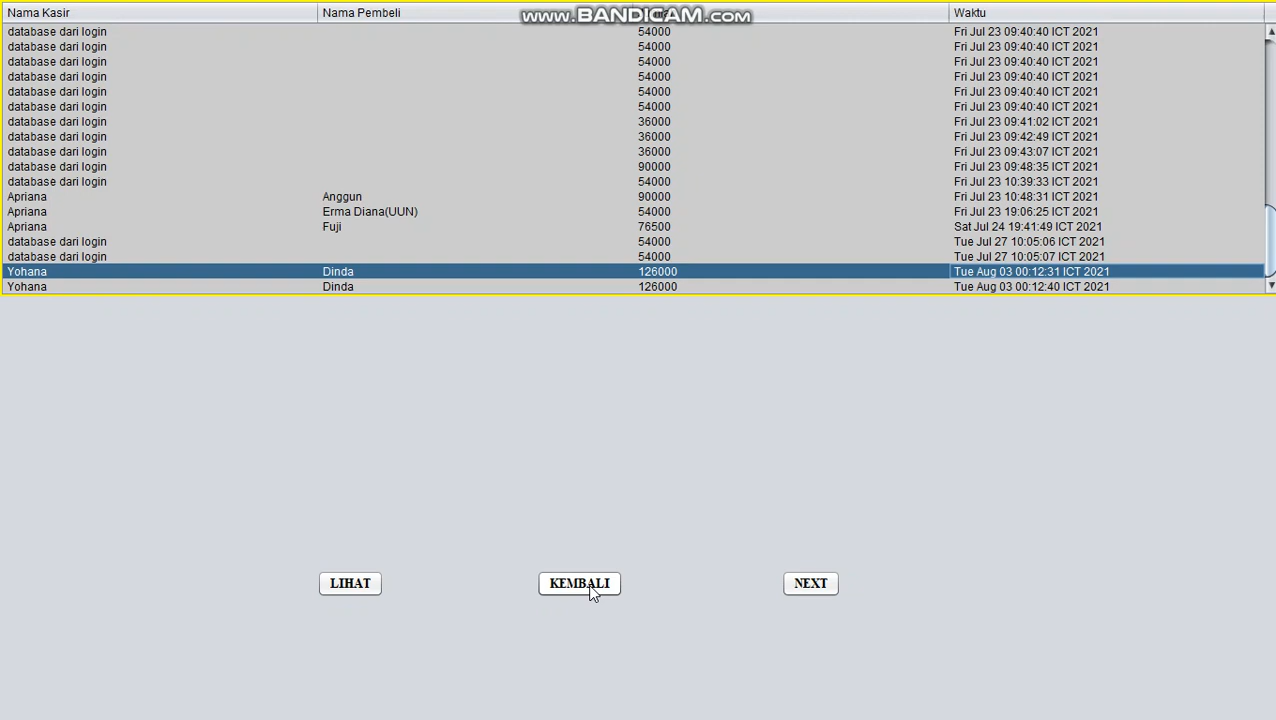 Nama Kasir Nama Pembeli Waktu
www.BANDICAM.com
database dari login 54000 Fri Jul 23 09:40:40 ICT 2021
database dari login 54000 Fri Jul 23 09:40:40 ICT 2021
database dari login 54000 Fri Jul 23 09:40:40 ICT 2021
database dari login 54000 Fri Jul 23 09:40:40 ICT 2021
database dari login 54000 Fri Jul 23 09:40:40 ICT 2021
database dari login 54000 Fri Jul 23 09:40:40 ICT 2021
database dari login 36000 Fri Jul 23 09:41:02 ICT 2021
database dari login 36000 Fri Jul 23 09:42:49 ICT 2021
database dari login 36000 Fri Jul 23 09:43:07 ICT 2021
database dari login 90000 Fri Jul 23 09:48:35 ICT 2021
database dari login 54000 Fri Jul 23 10:39:33 ICT 2021
Apriana Anggun 90000 Fri Jul 23 10:48:31 ICT 2021
Apriana Erma Diana(UUN) 54000 Fri Jul 23 19:06:25 ICT 2021
Apriana Fuji 76500 Sat Jul 24 19:41:49 ICT 2021
database dari login 54000 Tue Jul 27 10:05:06 ICT 2021
database dari login 54000 Tue Jul 27 10:05:07 ICT 2021
Yohana Dinda 126000 Tue Aug 03 00:12:31 ICT 2021
Yohana Dinda 126000 Tue Aug 03 00:12:40 ICT 2021
LIHAT KEMBALI NEXT